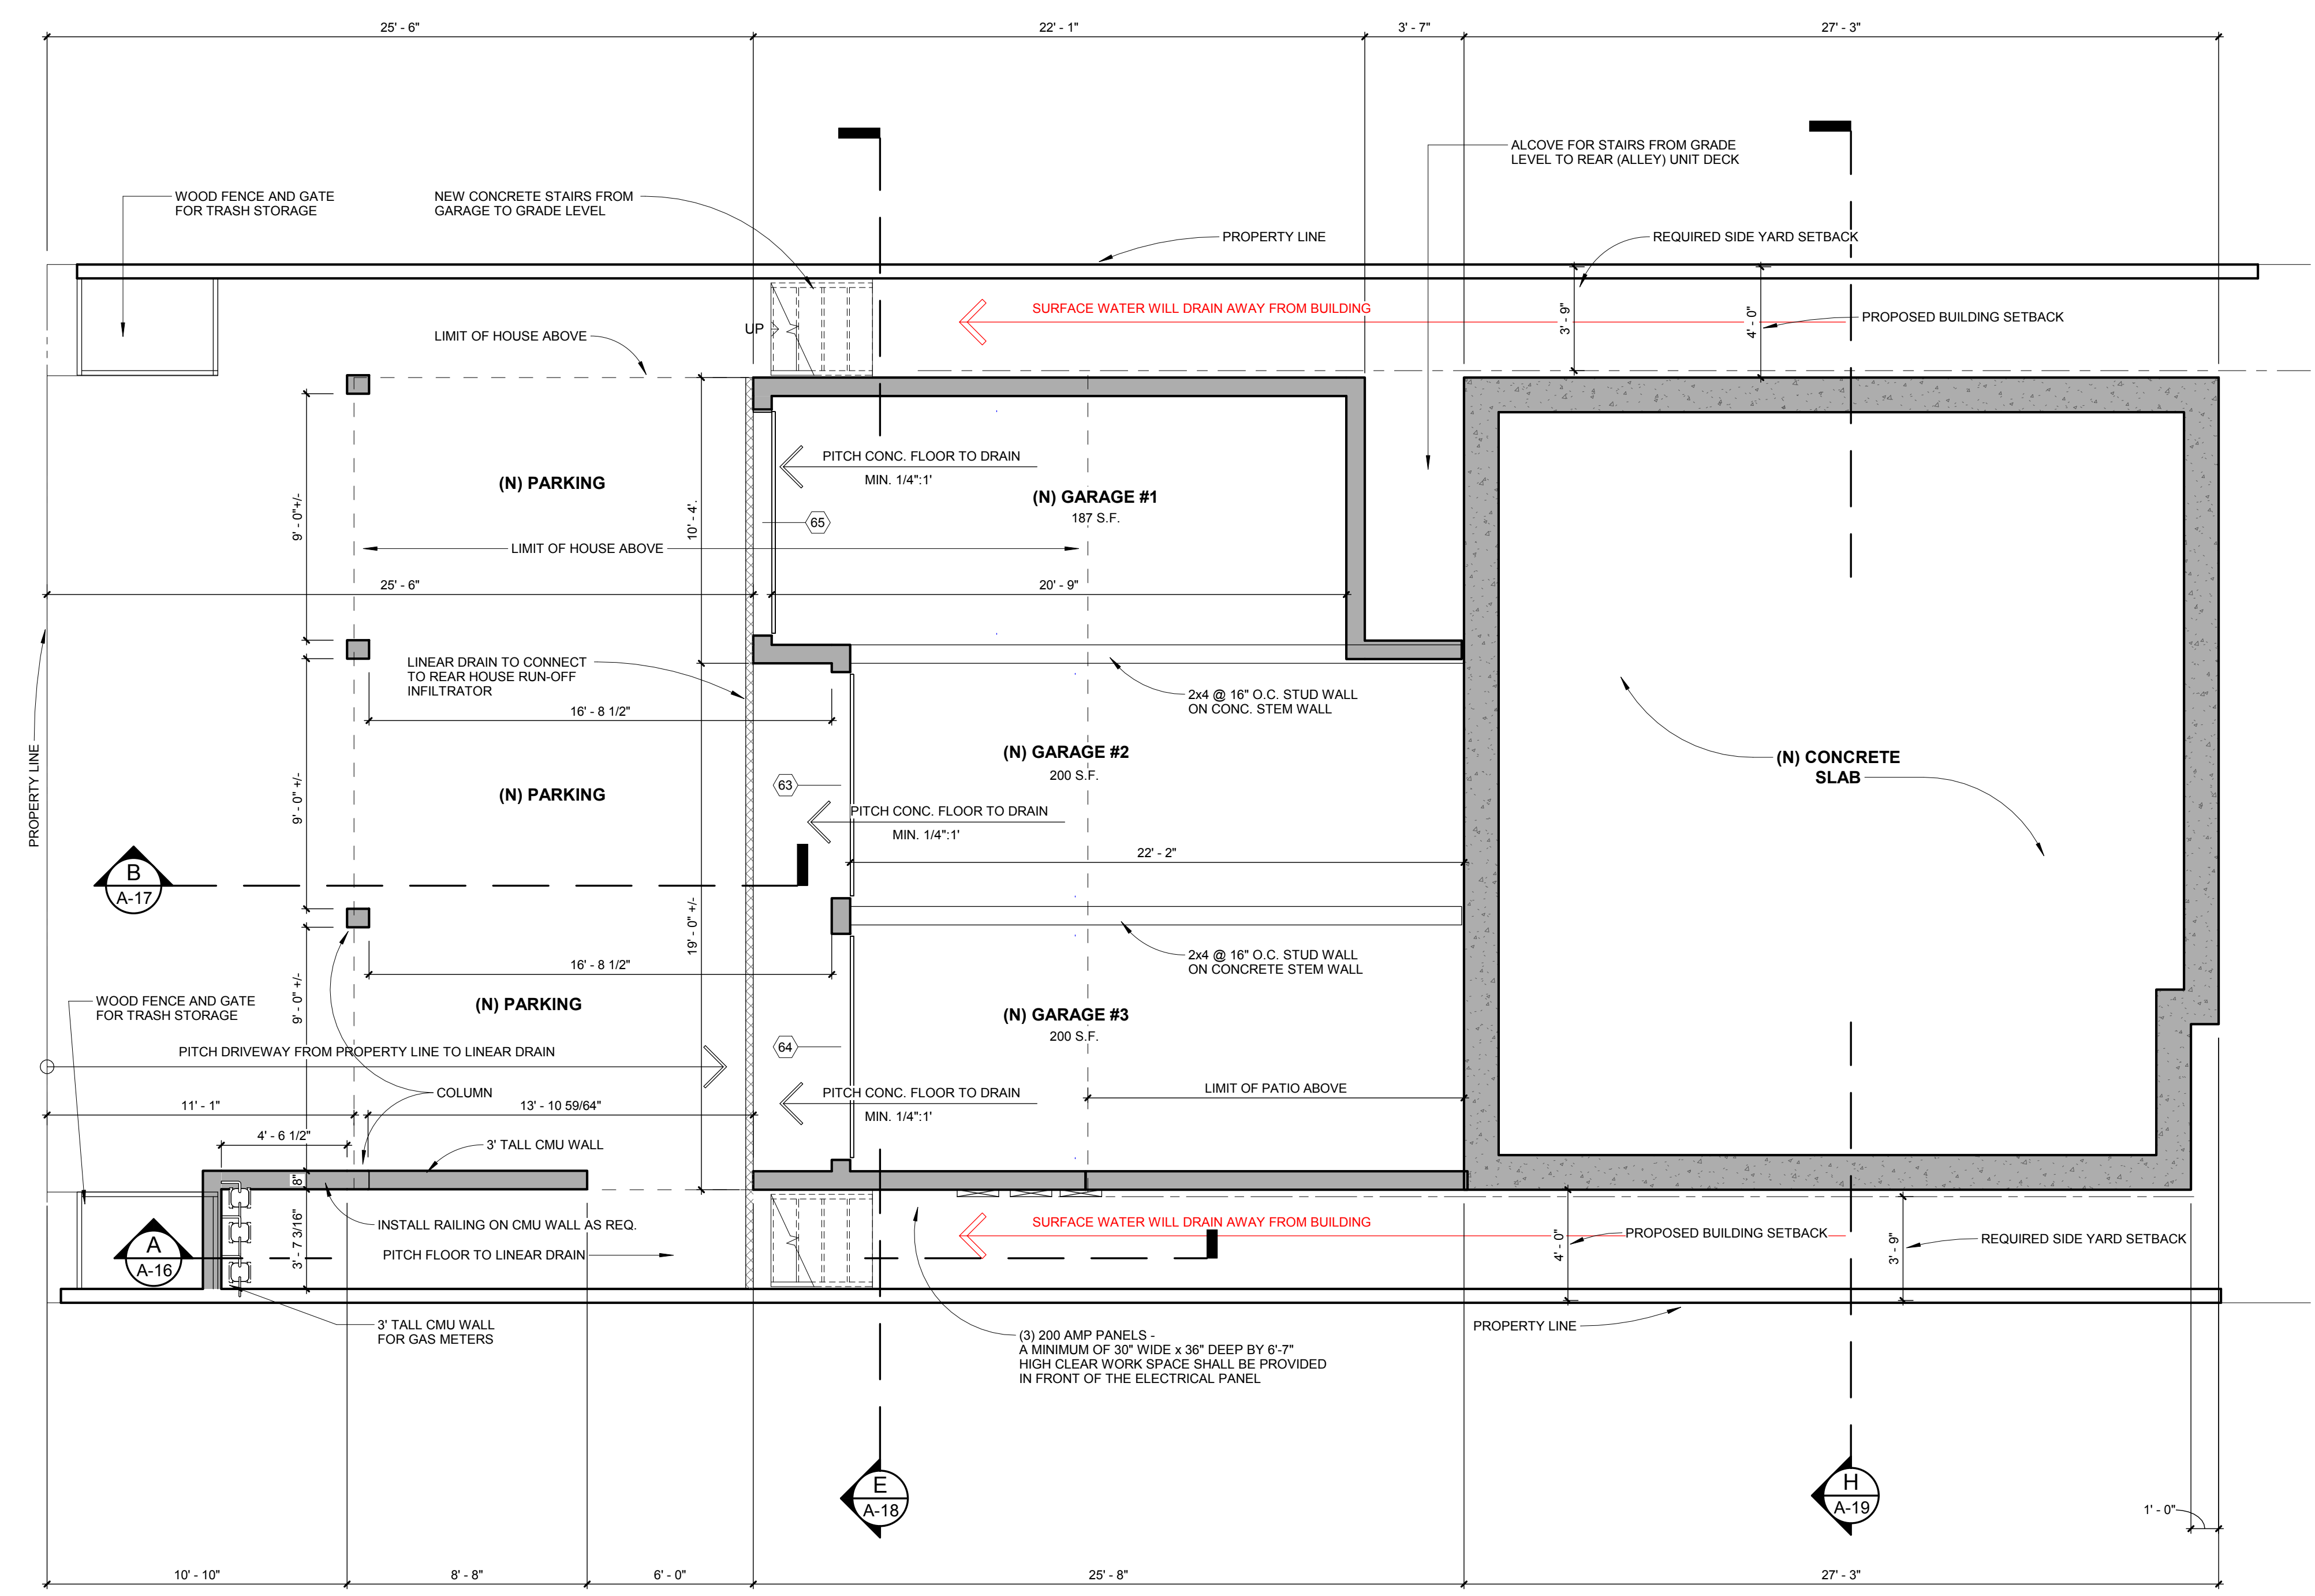 25' - 6"
22' - 1"
3' - 7"
27' - 3"
ALCOVE FOR STAIRS FROM GRADE
LEVEL TO REAR (ALLEY) UNIT DECK
WOOD FENCE AND GATE
FOR TRASH STORAGE
NEW CONCRETE STAIRS FROM
GARAGE TO GRADE LEVEL
PROPERTY LINE
REQUIRED SIDE YARD SETBACK
SURFACE WATER WILL DRAIN AWAY FROM BUILDING
3' - 9"
4' - 0"
PROPOSED BUILDING SETBACK
UP
LIMIT OF HOUSE ABOVE
PITCH CONC. FLOOR TO DRAIN
MIN. 1/4":1'
(N) PARKING
(N) GARAGE #1
187 S.F.
9' - 0"+/-
10' - 4'.
65
LIMIT OF HOUSE ABOVE
25' - 6"
20' - 9"
LINEAR DRAIN TO CONNECT
TO REAR HOUSE RUN-OFF
INFILTRATOR
2x4 @ 16" O.C. STUD WALL
ON CONC. STEM WALL
16' - 8 1/2"
PROPERTY LINE
(N) GARAGE #2
200 S.F.
(N) CONCRETE
SLAB
63
9' - 0" +/-
(N) PARKING
PITCH CONC. FLOOR TO DRAIN
MIN. 1/4":1'
22' - 2"
B
A-17
19' - 0" +/-
16' - 8 1/2"
2x4 @ 16" O.C. STUD WALL
ON CONCRETE STEM WALL
9' - 0" +/-
(N) PARKING
WOOD FENCE AND GATE
FOR TRASH STORAGE
(N) GARAGE #3
200 S.F.
64
PITCH DRIVEWAY FROM PROPERTY LINE TO LINEAR DRAIN
COLUMN
PITCH CONC. FLOOR TO DRAIN
MIN. 1/4":1'
LIMIT OF PATIO ABOVE
11' - 1"
13' - 10 59/64"
4' - 6 1/2"
3' TALL CMU WALL
8"
3' - 7 3/16"
INSTALL RAILING ON CMU WALL AS REQ.
PITCH FLOOR TO LINEAR DRAIN
SURFACE WATER WILL DRAIN AWAY FROM BUILDING
4' - 0"
PROPOSED BUILDING SETBACK
3' - 9"
REQUIRED SIDE YARD SETBACK
A
A-16
3' TALL CMU WALL
FOR GAS METERS
PROPERTY LINE
(3) 200 AMP PANELS -
A MINIMUM OF 30" WIDE x 36" DEEP BY 6'-7"
HIGH CLEAR WORK SPACE SHALL BE PROVIDED
IN FRONT OF THE ELECTRICAL PANEL
E
A-18
H
A-19
1' - 0"
10' - 10"
8' - 8"
6' - 0"
25' - 8"
27' - 3"